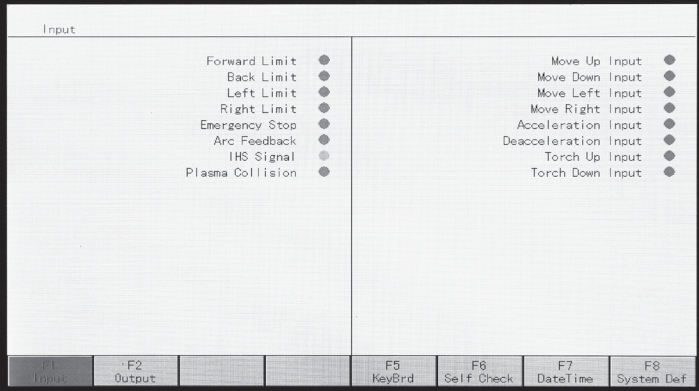 Input
Forward Limit
Back Limit
Left Limit
Right Limit
Emergency Stop
Arc Feedback
IHS Signal
Plasma Collision
Move Up Input
Move Down Input
Move Left Input
Move Right Input
Acceleration Input
Deacceleration Input
Torch Up Input
Torch Down Input
F1 F2 F5 F6 F7 F8
Input Output KeyBrd Self Check DateTime System Def